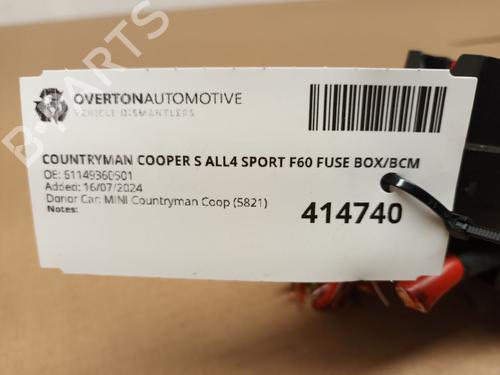 OVERTONAUTOMOTIVE
VEHICLE DISMANTLERS
COUNTRYMAN COOPER S ALL4 SPORT F60 FUSE BOX/BCM
OE: 61149360501
Added: 16/07/2024
Donor Car: MINI Countryman Coop (5821)
Notes:
414740
B-PARTS